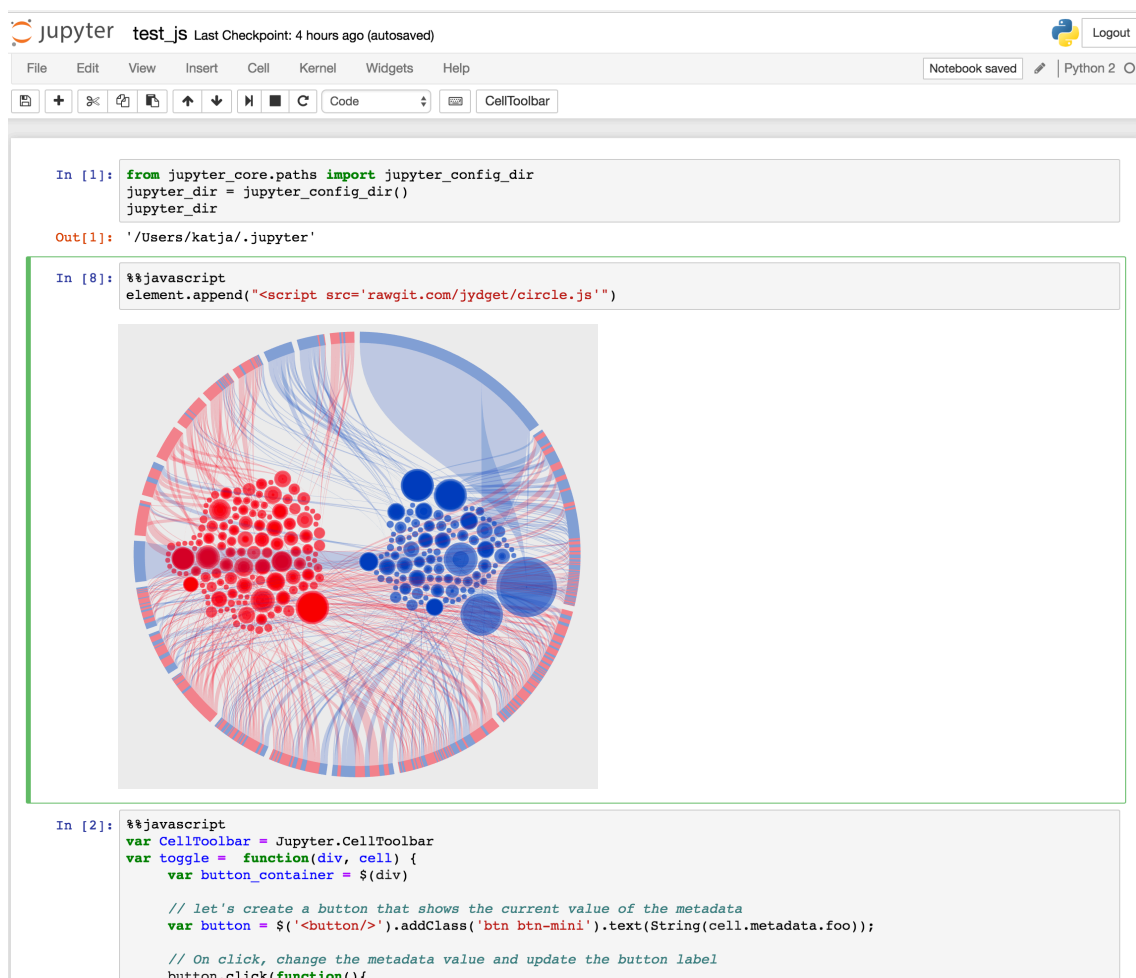 jupyter test_js Last Checkpoint: 4 hours ago (autosaved)
Logout
File Edit View Insert Cell Kernel Widgets Help
Notebook saved
Python 2
Code
CellToolbar
In [1]: from jupyter_core.paths import jupyter_config_dir
jupyter_dir = jupyter_config_dir()
jupyter_dir
Out[1]: '/Users/katja/.jupyter'
In [8]: %%javascript
element.append("<script src='rawgit.com/jydget/circle.js'")
In [2]: %%javascript
var CellToolbar = Jupyter.CellToolbar
var toggle =  function(div, cell) {
     var button_container = $(div)
     // let's create a button that shows the current value of the metadata
     var button = $('<button/>').addClass('btn btn-mini').text(String(cell.metadata.foo));
     // On click, change the metadata value and update the button label
     button.click(function(){